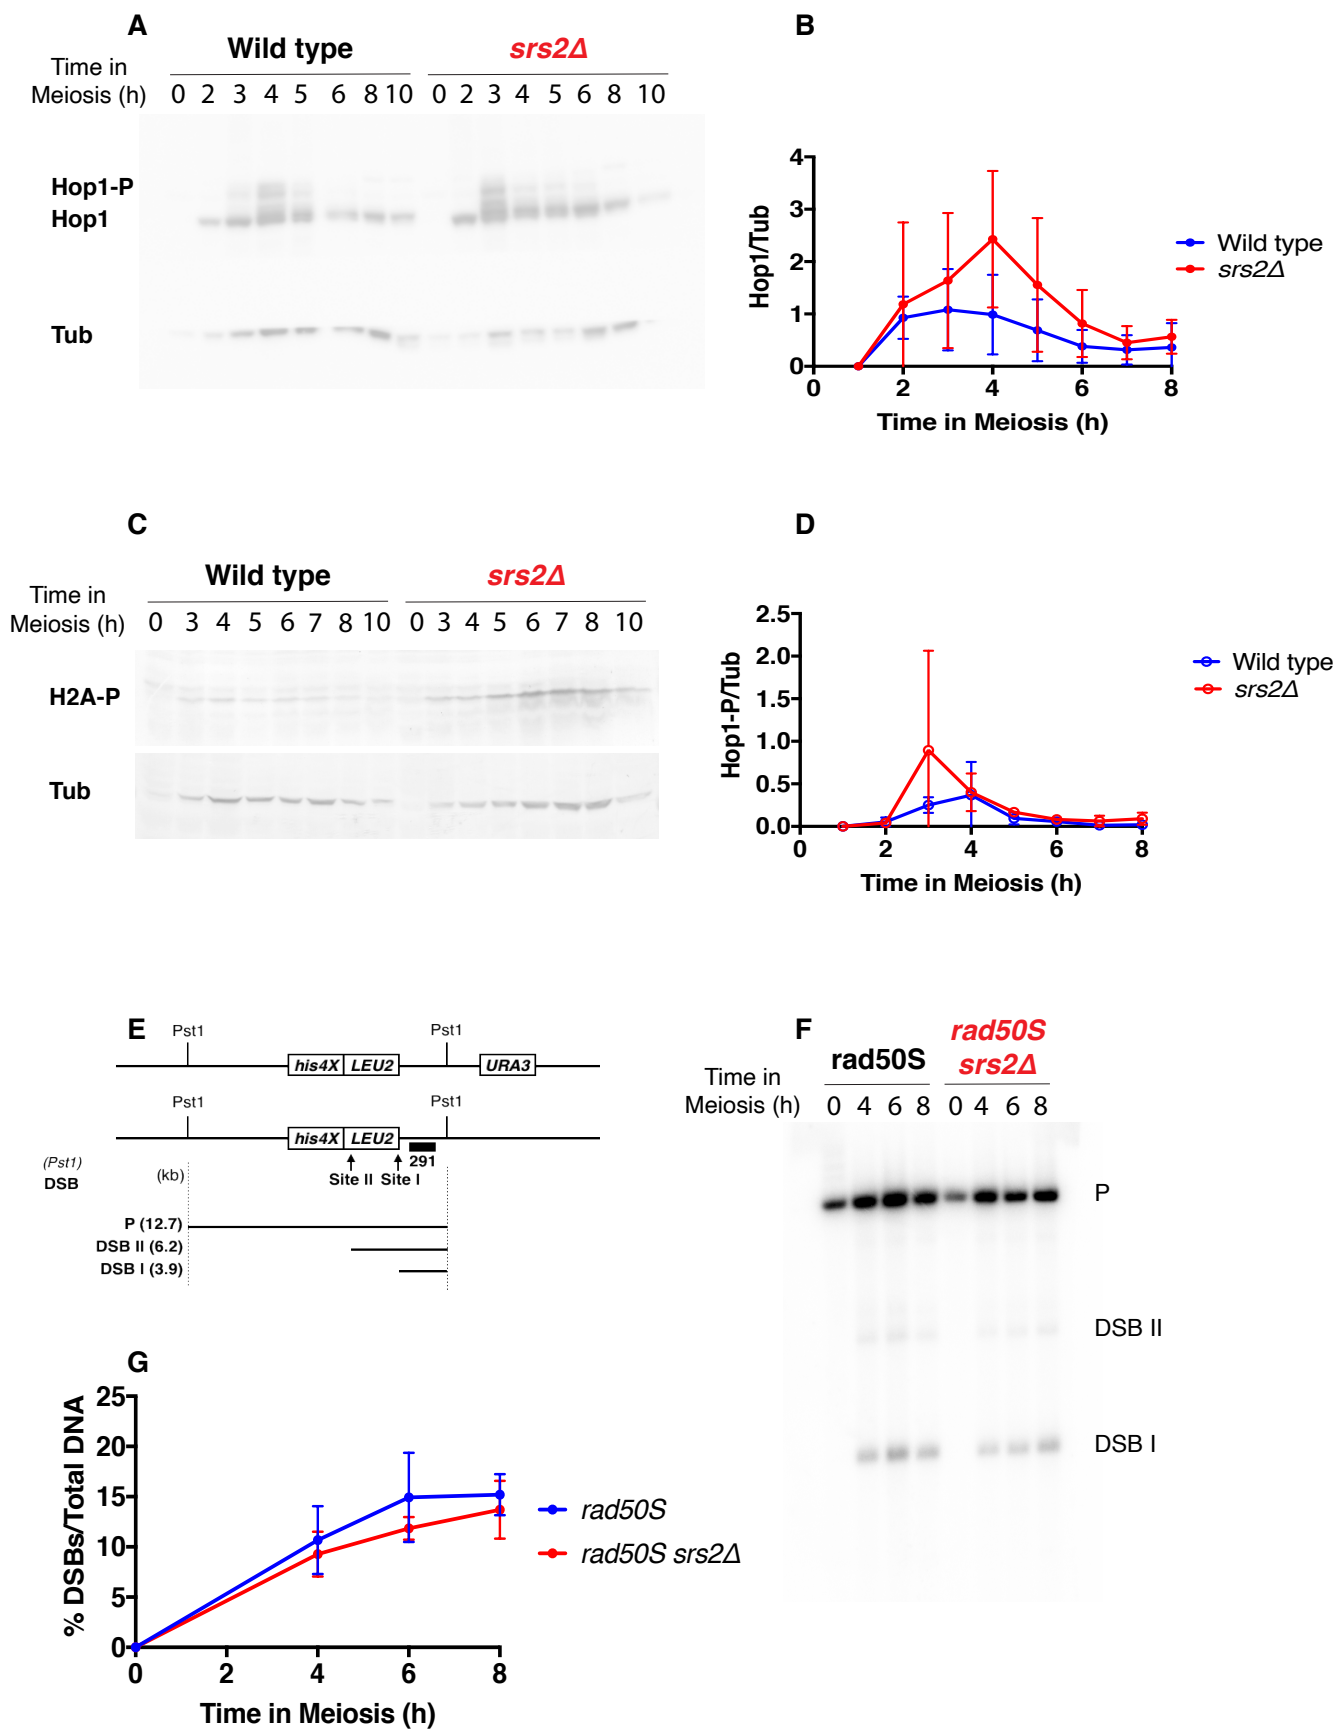 A
Wild type srs2Δ
Time in
Meiosis (h) 0 2 3 4 5 6 8 10 0 2 3 4 5 6 8 10
Hop1-P
Hop1
Tub
B
4
3
2
1
0
Hop1/Tub
0 2 4 6 8
Time in Meiosis (h)
Wild type
srs2Δ
C
Wild type srs2Δ
Time in
Meiosis (h) 0 3 4 5 6 7 8 10 0 3 4 5 6 7 8 10
H2A-P
Tub
D
2.5
2.0
1.5
1.0
0.5
0.0
Hop1-P/Tub
0 2 4 6 8
Time in Meiosis (h)
Wild type
srs2Δ
E
Pst1 Pst1
his4X LEU2 URA3
Pst1 Pst1
his4X LEU2
291
(Pst1)
DSB
(kb)
Site II Site I
P (12.7)
DSB II (6.2)
DSB I (3.9)
F
rad50S rad50S
srs2Δ
Time in
Meiosis (h) 0 4 6 8 0 4 6 8
P
DSB II
DSB I
G
25
20
15
10
5
0
% DSBs/Total DNA
0 2 4 6 8
Time in Meiosis (h)
rad50S
rad50S srs2Δ